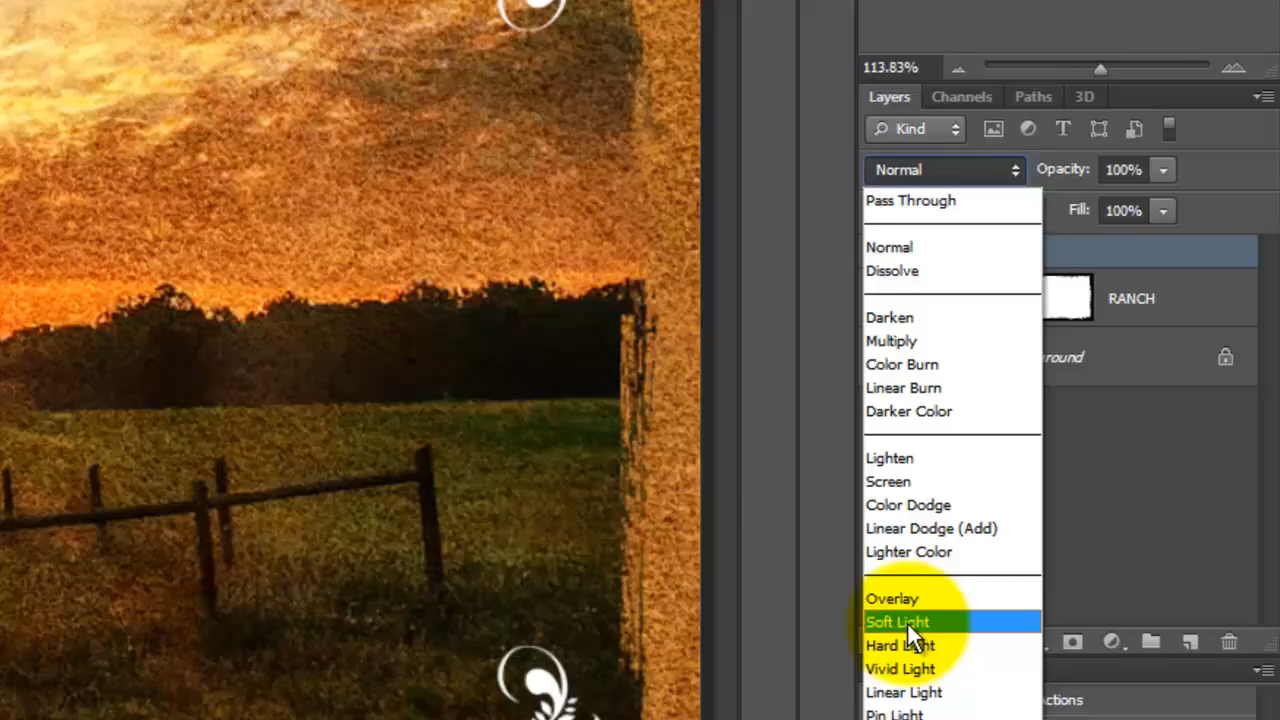 113.83%
Layers Channels Paths 3D
Kind T
Normal Opacity: 100%
Pass Through Fill: 100%
Normal
Dissolve
RANCH
Darken
Multiply
round
Color Burn
Linear Burn
Darker Color
Lighten
Screen
Color Dodge
Linear Dodge (Add)
Lighter Color
Overlay
Soft Light
Hard Light
Vivid Light
Linear Light
ctions
Pin Light